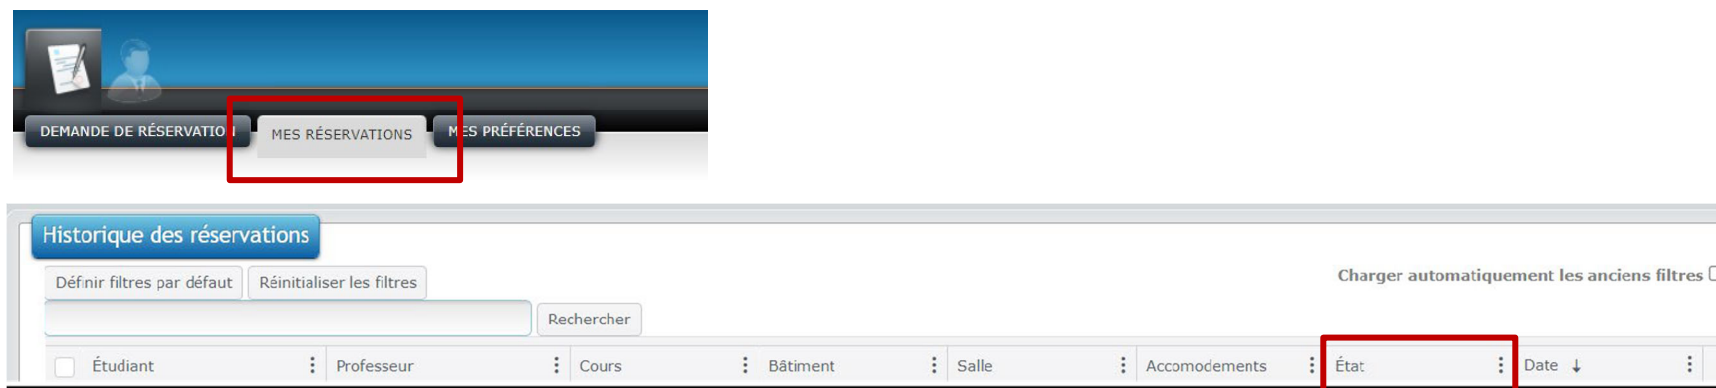 DEMANDE DE RÉSERVATION MES RÉSERVATIONS MES PRÉFÉRENCES
Historique des réservations
Charger automatiquement les anciens filtres
Définir filtres par défaut Réinitialiser les filtres
Rechercher
Étudiant Professeur Cours Bâtiment Salle Accomodements État Date ↓